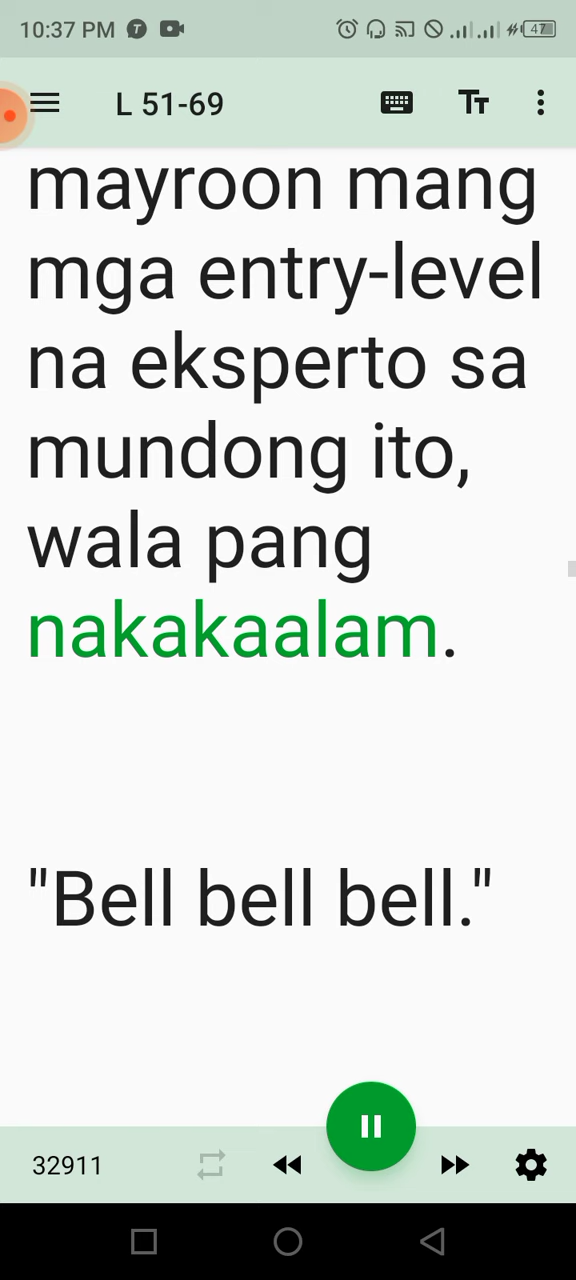 10:37 PM
47
L 51-69
mayroon mang
mga entry-level
na eksperto sa
mundong ito,
wala pang
nakakaalam.
"Bell bell bell."
32911